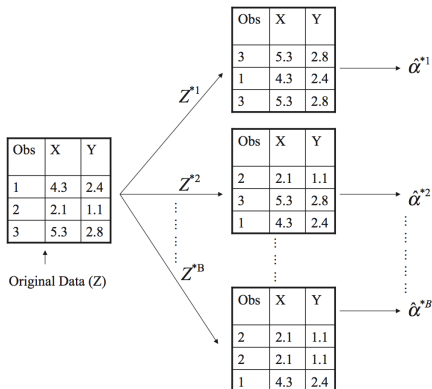 Obs X Y
3 5.3 2.8
1 4.3 2.4
3 5.3 2.8
Z*1
α̂*1
Obs X Y
1 4.3 2.4
2 2.1 1.1
3 5.3 2.8
Original Data (Z)
Z*2
Obs X Y
2 2.1 1.1
3 5.3 2.8
1 4.3 2.4
α̂*2
Z*B
Obs X Y
2 2.1 1.1
2 2.1 1.1
1 4.3 2.4
α̂*B